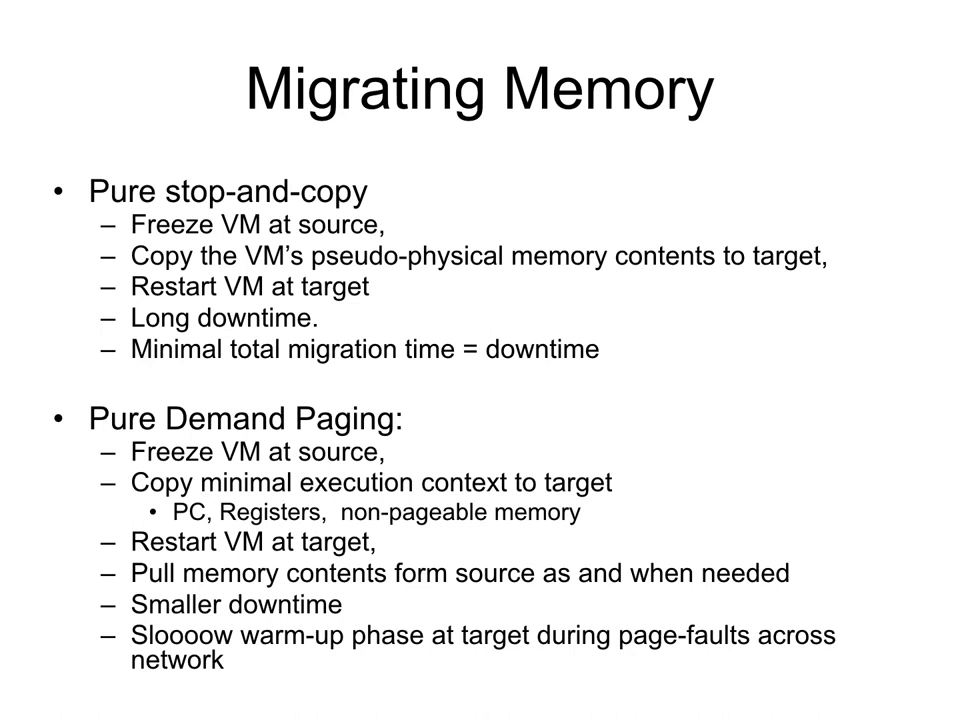 Migrating Memory
• Pure stop-and-copy
– Freeze VM at source,
– Copy the VM's pseudo-physical memory contents to target,
– Restart VM at target
– Long downtime.
– Minimal total migration time = downtime
• Pure Demand Paging:
– Freeze VM at source,
– Copy minimal execution context to target
• PC, Registers, non-pageable memory
– Restart VM at target,
– Pull memory contents form source as and when needed
– Smaller downtime
– Sloooow warm-up phase at target during page-faults across
network